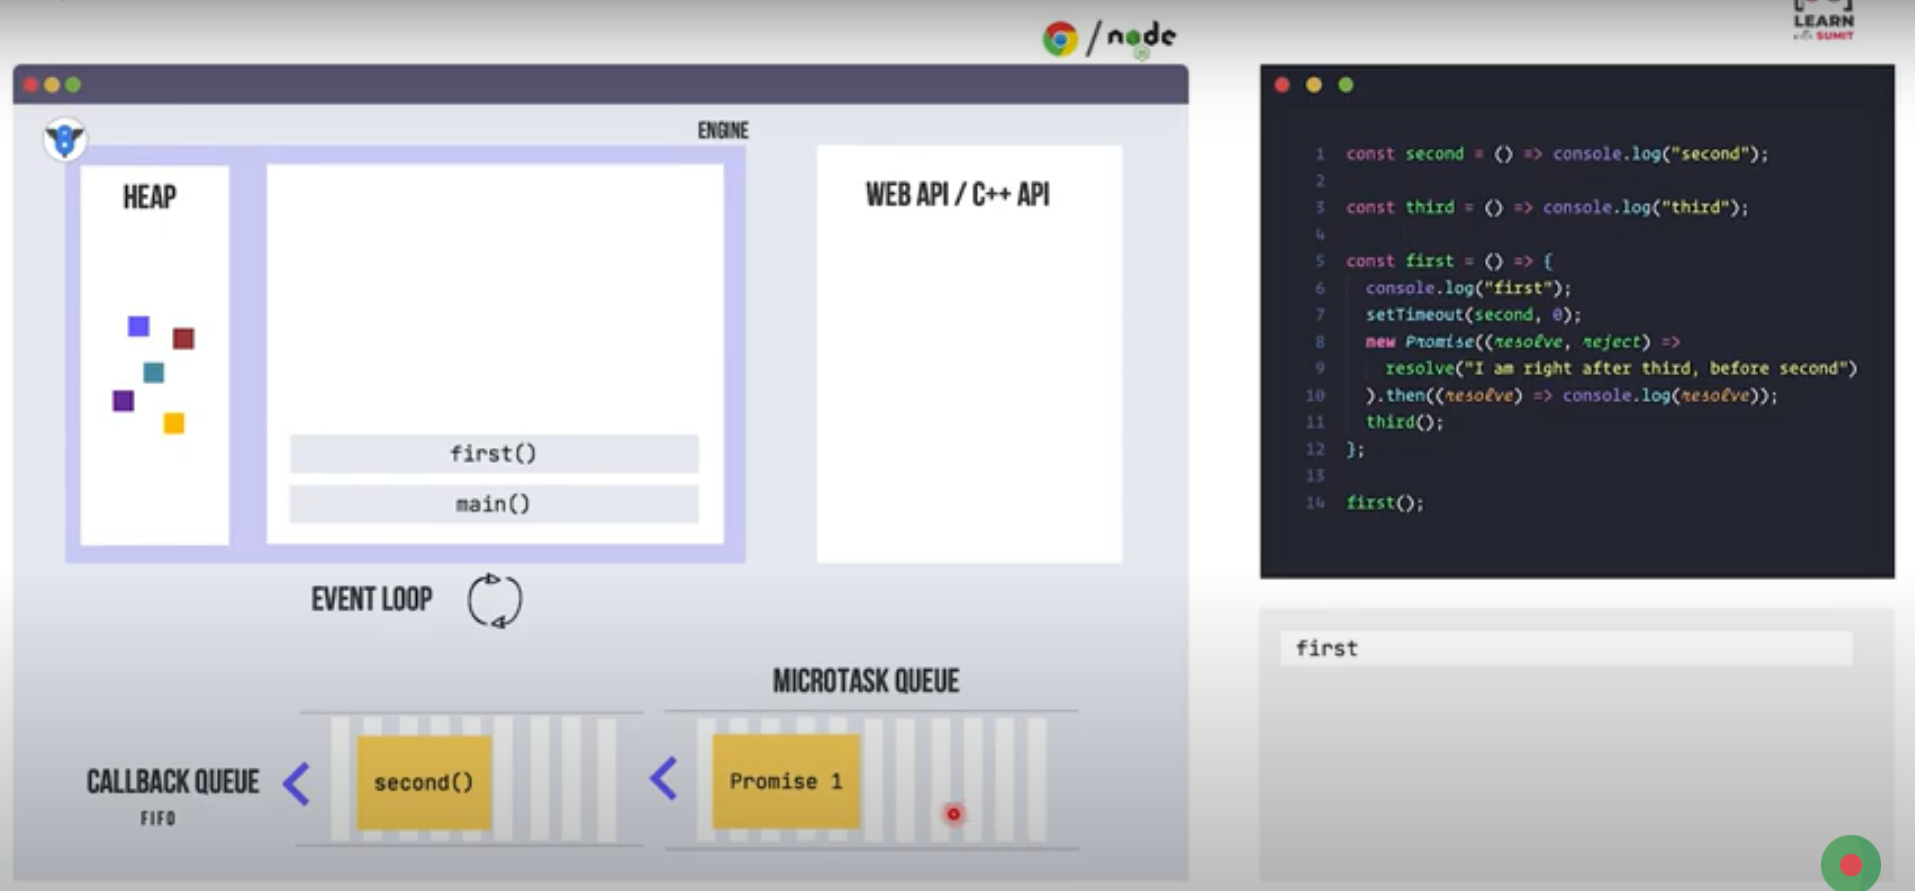 node
JS
LEARN
with SUMIT
ENGINE
HEAP
WEB API / C++ API
first()
main()
EVENT LOOP
MICROTASK QUEUE
CALLBACK QUEUE
FIFO
second()
Promise 1
1 const second = () => console.log("second");
2
3 const third = () => console.log("third");
4
5 const first = () => {
6 console.log("first");
7 setTimeout(second, 0);
8 new Promise((resolve, reject) =>
9 resolve("I am right after third, before second")
10 ).then((resolve) => console.log(resolve));
11 third();
12 };
13
14 first();
first